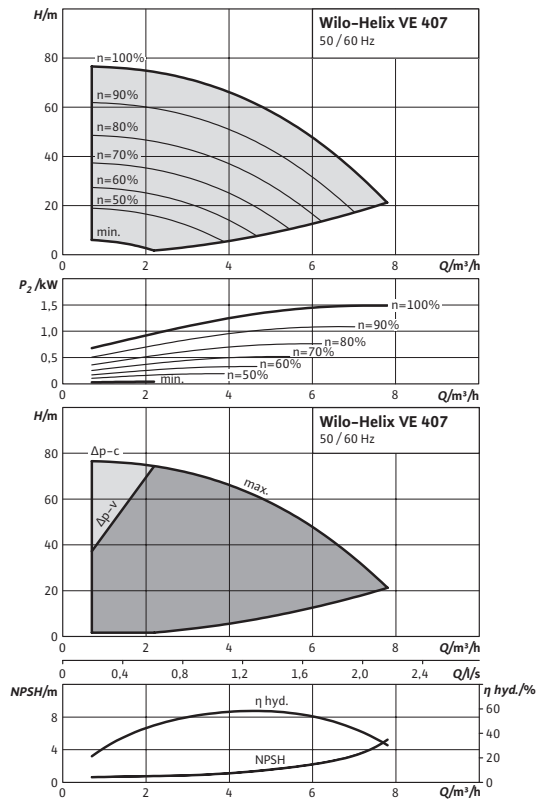 H/m
Wilo-Helix VE 407
50 / 60 Hz
80
n=100%
n=90%
60
n=80%
40
n=70%
n=60%
20
n=50%
min.
0
0 2 4 6 8 Q/m³/h
P₂ /kW
1,5
n=100%
n=90%
1,0
n=80%
n=70%
0,5
n=60%
n=50%
min.
0
0 2 4 6 8 Q/m³/h
H/m
Wilo-Helix VE 407
50 / 60 Hz
Δp-c
80
max.
60
Δp-v
40
20
0
0 2 4 6 8 Q/m³/h
0 0,4 0,8 1,2 1,6 2,0 2,4 Q/l/s
NPSH/m
η hyd./%
η hyd.
60
8
40
4
NPSH
20
0
0
0 2 4 6 8 Q/m³/h